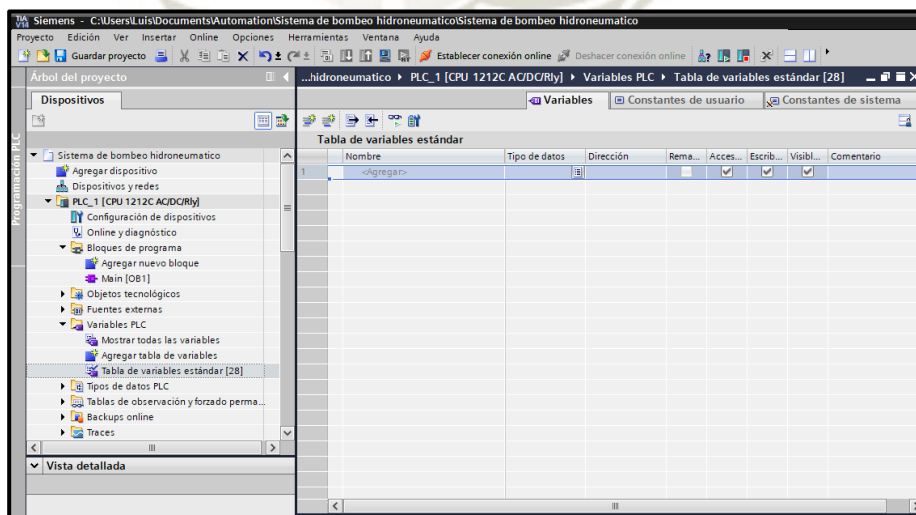 TIA V14 Siemens - C:\Users\Luis\Documents\Automation\Sistema de bombeo hidroneumatico\Sistema de bombeo hidroneumatico
Proyecto Edición Ver Insertar Online Opciones Herramientas Ventana Ayuda
Guardar proyecto Establecer conexión online Deshacer conexión online
Árbol del proyecto
...hidroneumatico ▸ PLC_1 [CPU 1212C AC/DC/Rly] ▸ Variables PLC ▸ Tabla de variables estándar [28]
Dispositivos
Variables Constantes de usuario Constantes de sistema
Programación PLC
Tabla de variables estándar
Nombre Tipo de datos Dirección Rema... Acces... Escrib... Visibl... Comentario
1 <Agregar>
Sistema de bombeo hidroneumatico
Agregar dispositivo
Dispositivos y redes
PLC_1 [CPU 1212C AC/DC/Rly]
Configuración de dispositivos
Online y diagnóstico
Bloques de programa
Agregar nuevo bloque
Main [OB1]
Objetos tecnológicos
Fuentes externas
Variables PLC
Mostrar todas las variables
Agregar tabla de variables
Tabla de variables estándar [28]
Tipos de datos PLC
Tablas de observación y forzado perma...
Backups online
Traces
Vista detallada